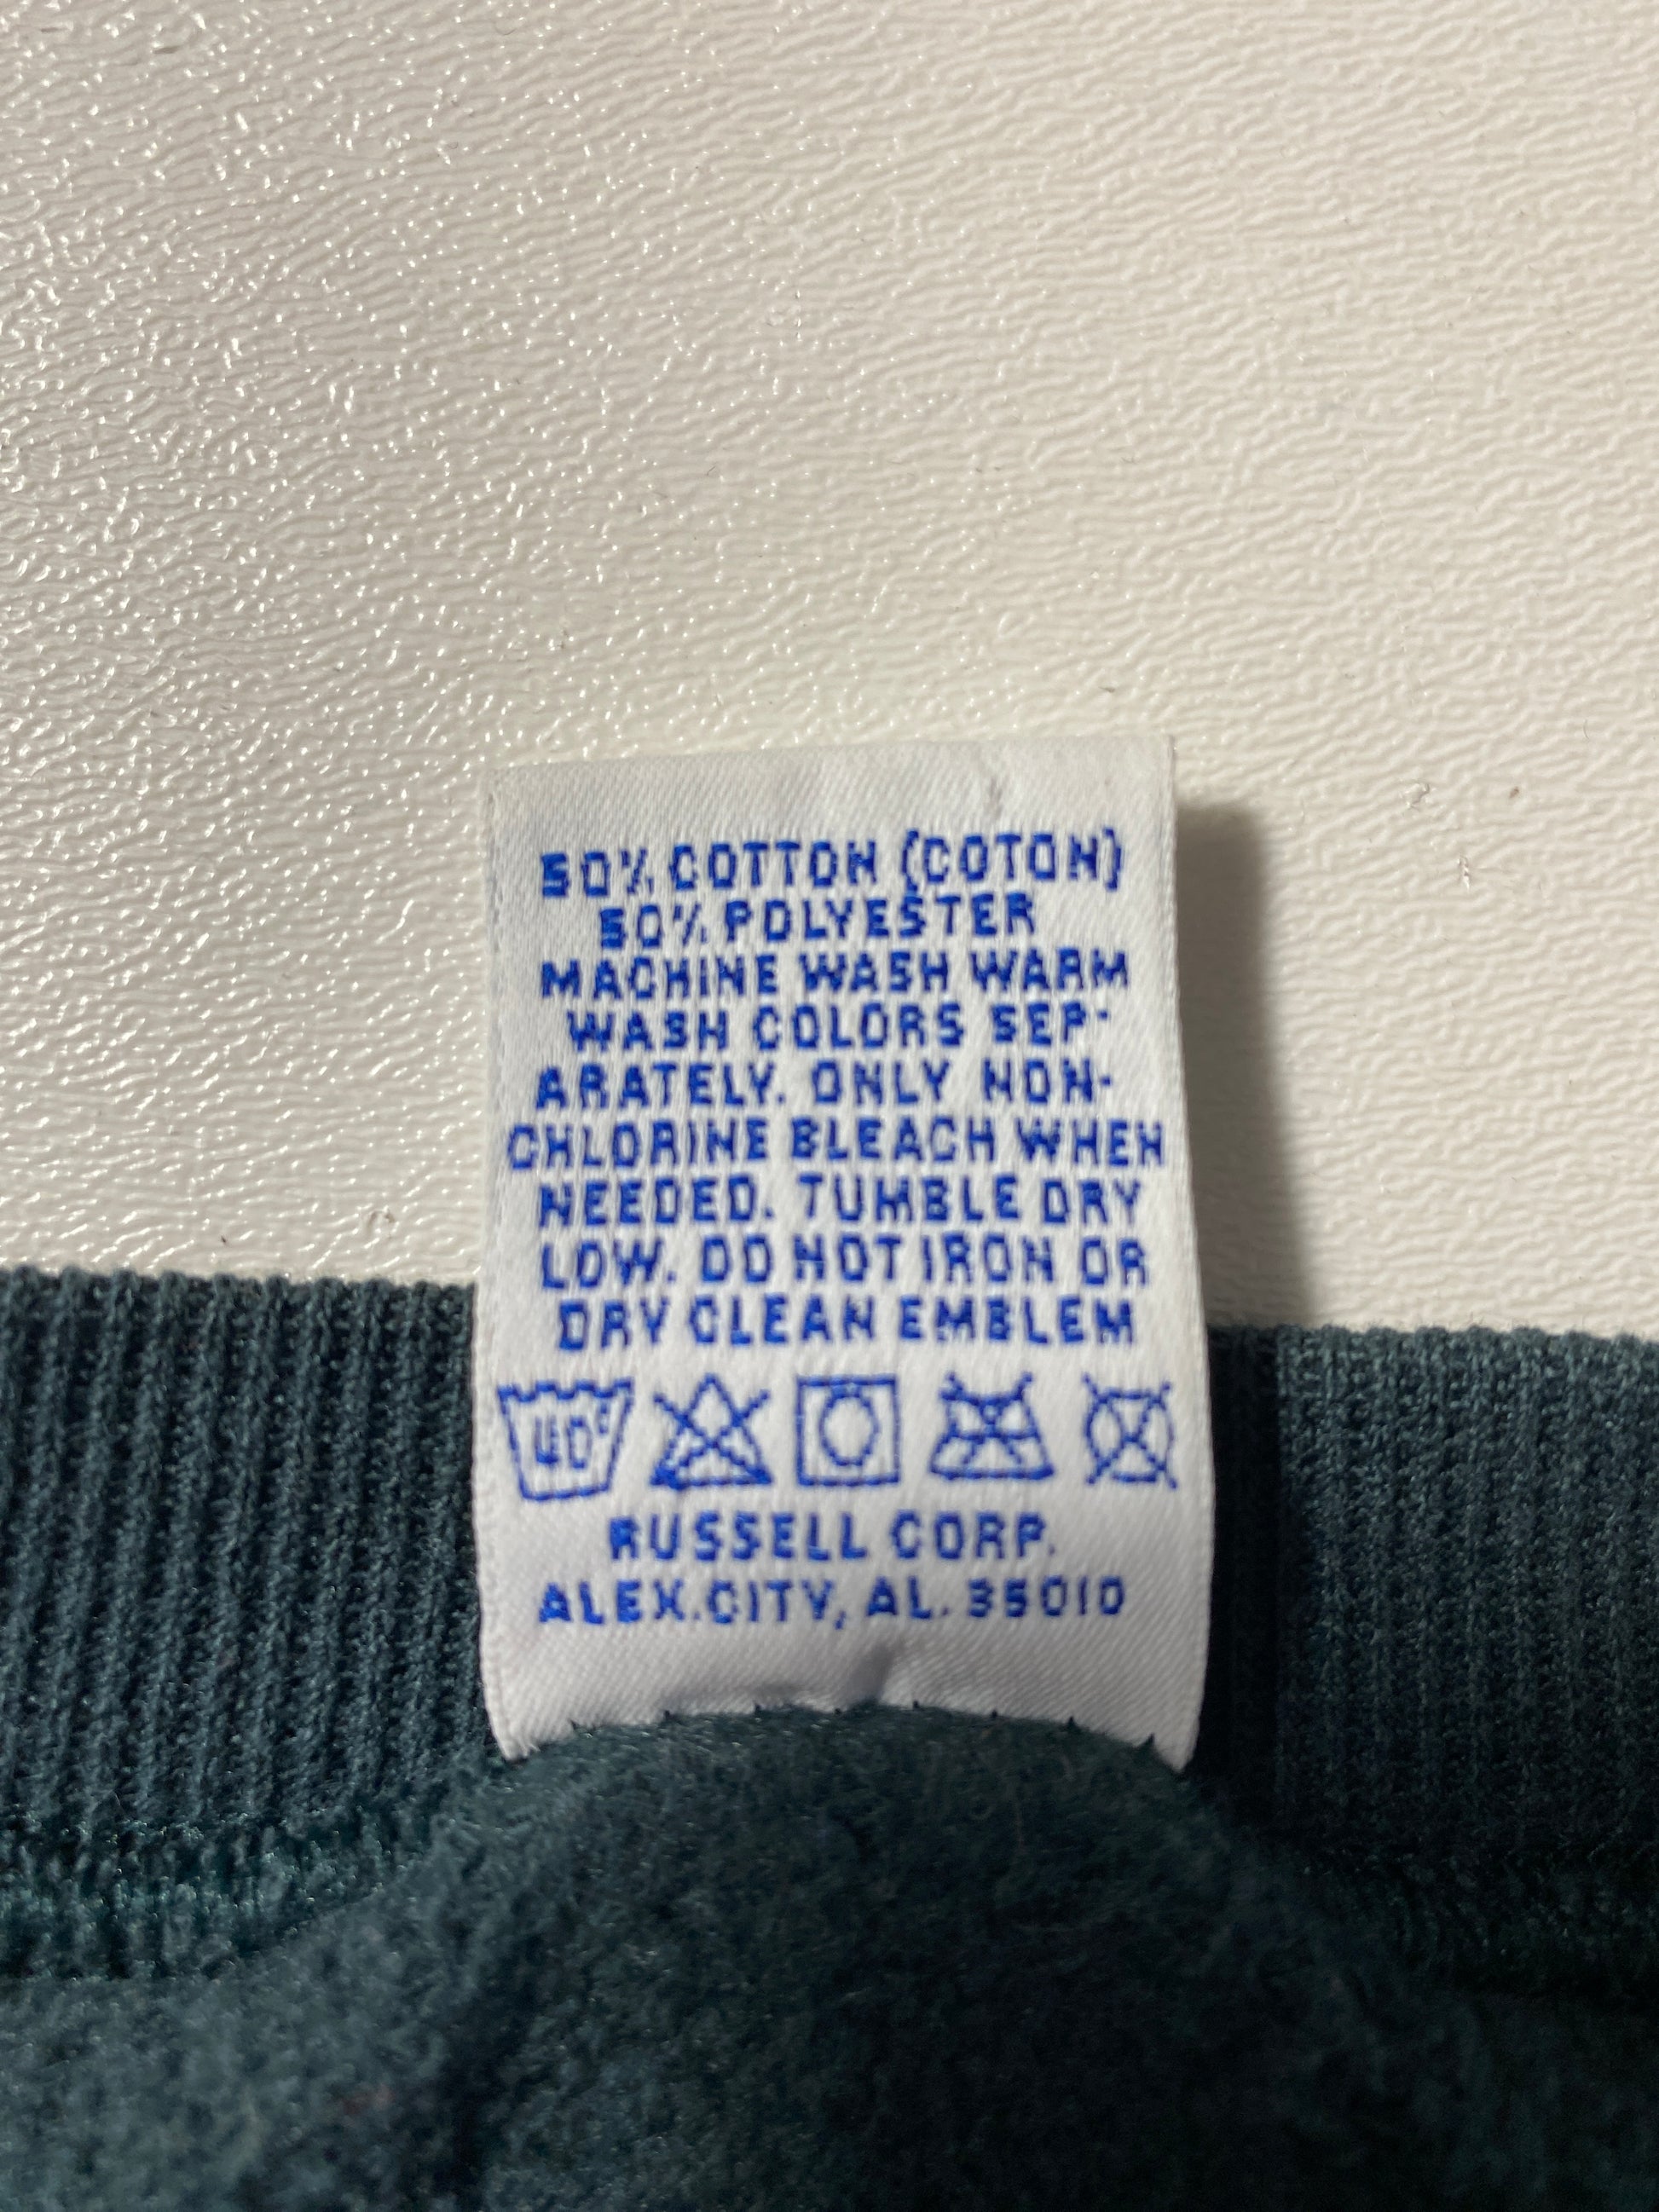 50% COTTON (COTON)
50% POLYESTER
MACHINE WASH WARM
WASH COLORS SEP-
ARATELY. ONLY NON-
CHLORINE BLEACH WHEN
NEEDED. TUMBLE DRY
LOW. DO NOT IRON OR
DRY CLEAN EMBLEM
40°
RUSSELL CORP.
ALEX.CITY, AL. 35010